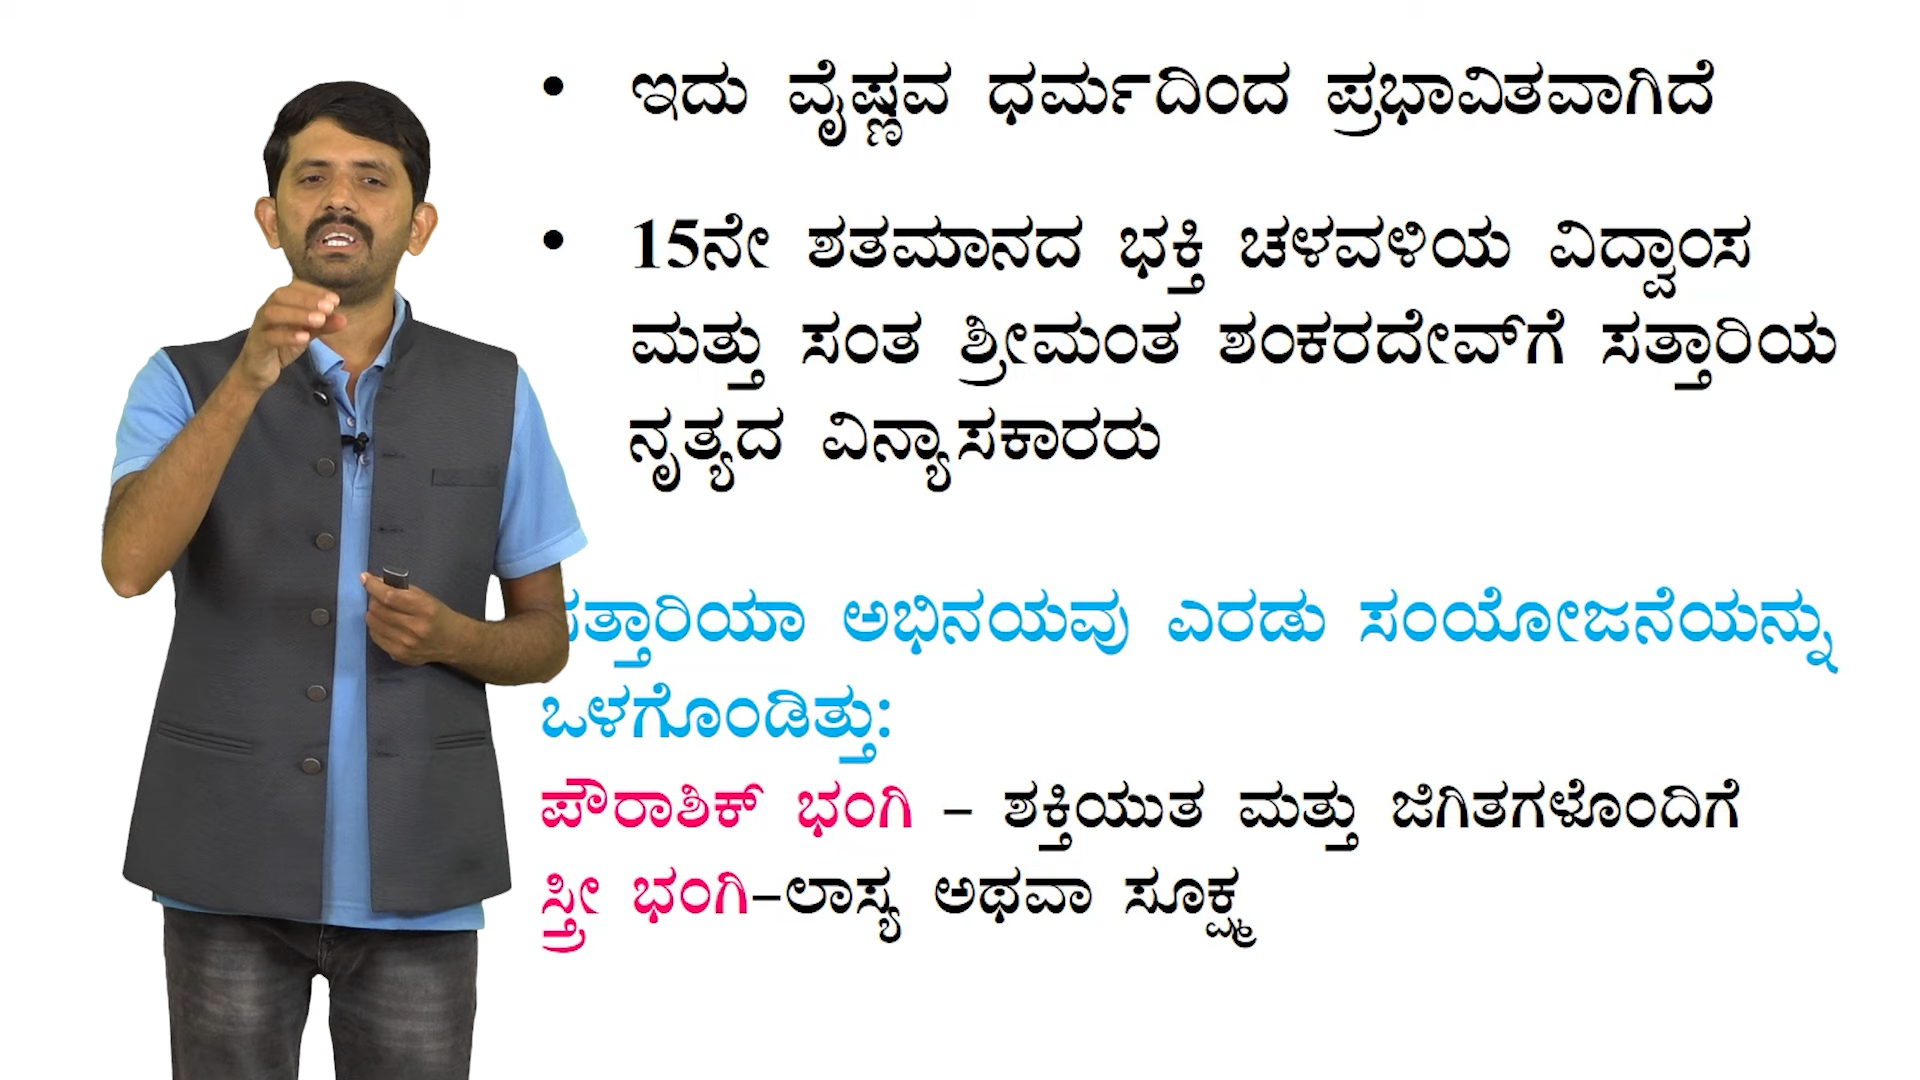 • ಇದು ವೈಷ್ಣವ ಧರ್ಮದಿಂದ ಪ್ರಭಾವಿತವಾಗಿದೆ
• 15ನೇ ಶತಮಾನದ ಭಕ್ತಿ ಚಳವಳಿಯ ವಿದ್ವಾಂಸ
ಮತ್ತು ಸಂತ ಶ್ರೀಮಂತ ಶಂಕರದೇವ್‌ಗೆ ಸತ್ತಾರಿಯ
ನೃತ್ಯದ ವಿನ್ಯಾಸಕಾರರು
ಸತ್ತಾರಿಯಾ ಅಭಿನಯವು ಎರಡು ಸಂಯೋಜನೆಯನ್ನು
ಒಳಗೊಂಡಿತ್ತು:
ಪೌರಾಶಿಕ್ ಭಂಗಿ – ಶಕ್ತಿಯುತ ಮತ್ತು ಜಿಗಿತಗಳೊಂದಿಗೆ
ಸ್ತ್ರೀ ಭಂಗಿ–ಲಾಸ್ಯ ಅಥವಾ ಸೂಕ್ಷ್ಮ